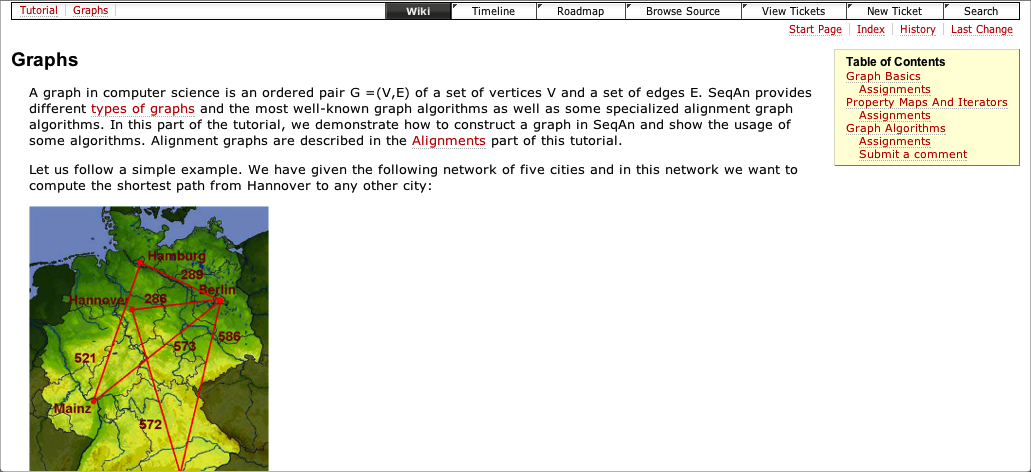 Tutorial Graphs
Wiki Timeline Roadmap Browse Source View Tickets New Ticket Search
Start Page Index History Last Change
Graphs
A graph in computer science is an ordered pair G =(V,E) of a set of vertices V and a set of edges E. SeqAn provides
different types of graphs and the most well-known graph algorithms as well as some specialized alignment graph
algorithms. In this part of the tutorial, we demonstrate how to construct a graph in SeqAn and show the usage of
some algorithms. Alignment graphs are described in the Alignments part of this tutorial.
Let us follow a simple example. We have given the following network of five cities and in this network we want to
compute the shortest path from Hannover to any other city:
Table of Contents
Graph Basics
Assignments
Property Maps And Iterators
Assignments
Graph Algorithms
Assignments
Submit a comment
Hamburg
289
Berlin
Hannover 286
586
573
521
Mainz
572